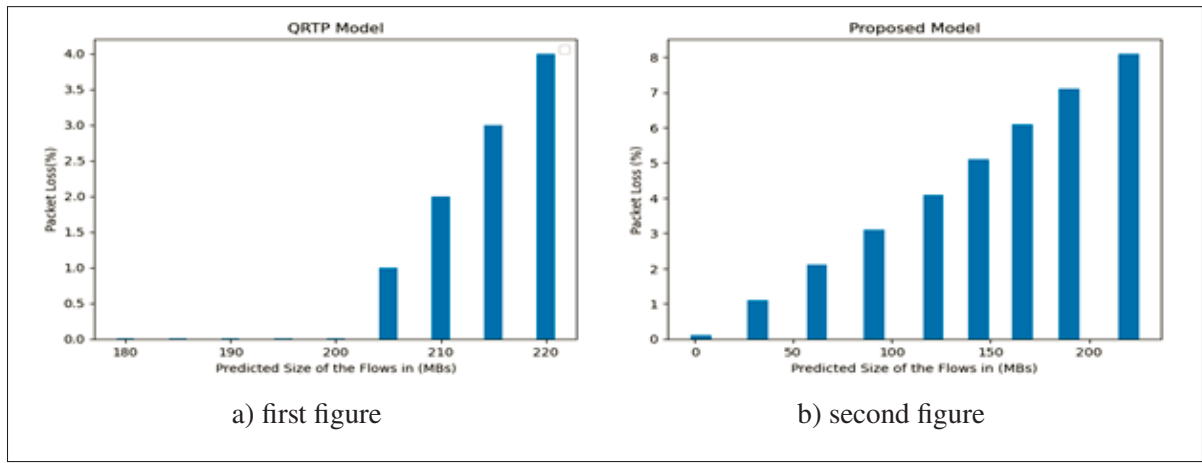 QRTP Model
4.0
3.5
3.0
2.5
2.0
1.5
1.0
0.5
0.0
Packet Loss(%)
180 190 200 210 220
Predicted Size of the Flows in (MBs)
a) first figure
Proposed Model
8
7
6
5
4
3
2
1
0
Packet Loss (%)
0 50 100 150 200
Predicted Size of the Flows in (MBs)
b) second figure